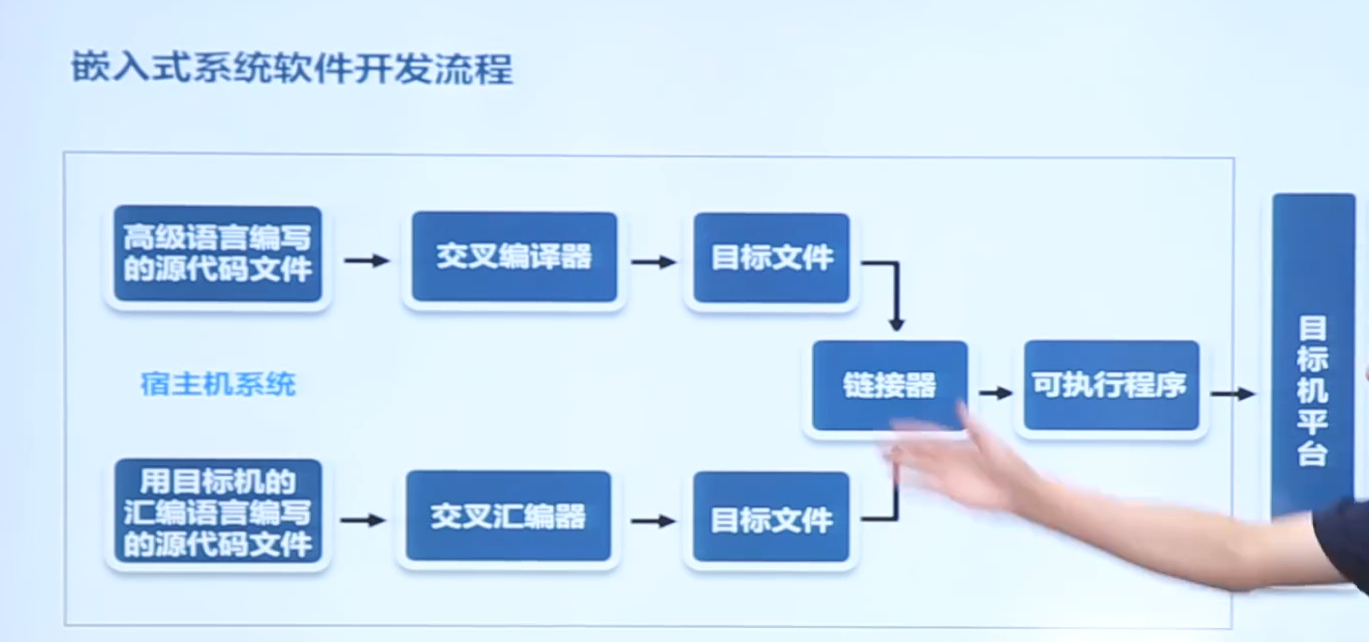 嵌入式系统软件开发流程
高级语言编写
的源代码文件
交叉编译器
目标文件
宿主机系统
链接器
可执行程序
目标机平台
用目标机的
汇编语言编写
的源代码文件
交叉汇编器
目标文件